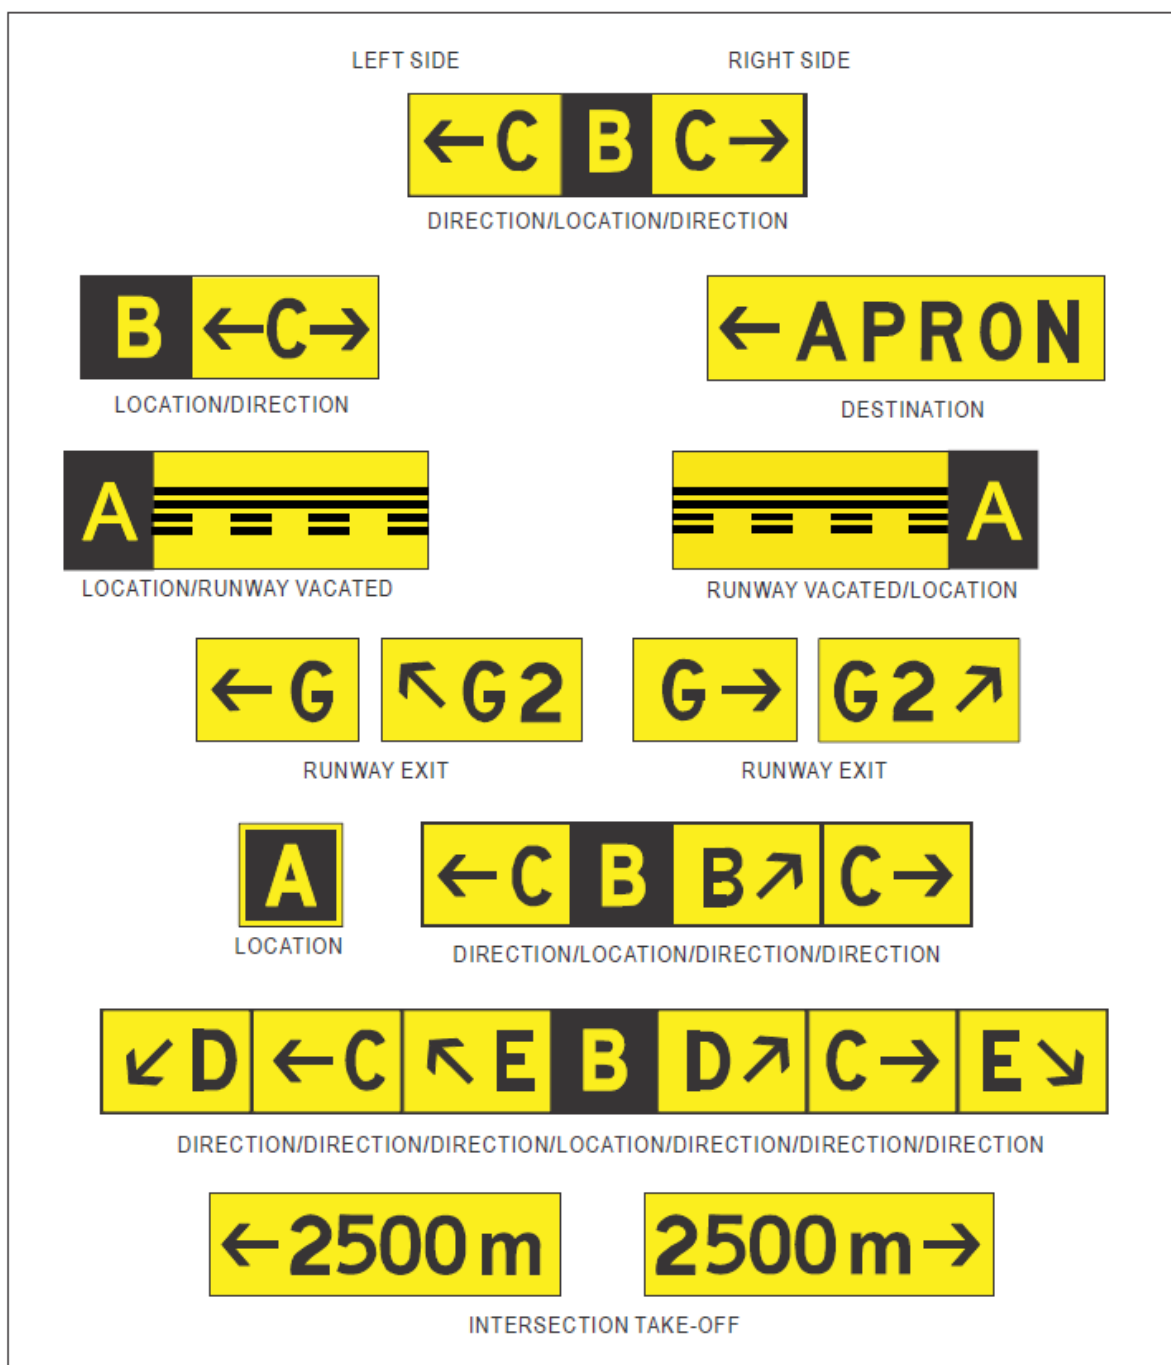 LEFT SIDE RIGHT SIDE
←C B C→
DIRECTION/LOCATION/DIRECTION
B ←C→ ←APRON
LOCATION/DIRECTION DESTINATION
A A
LOCATION/RUNWAY VACATED RUNWAY VACATED/LOCATION
←G ↖G2 G→ G2↗
RUNWAY EXIT RUNWAY EXIT
A ←C B B↗ C→
LOCATION DIRECTION/LOCATION/DIRECTION/DIRECTION
↙D ←C ↖E B D↗ C→ E↘
DIRECTION/DIRECTION/DIRECTION/LOCATION/DIRECTION/DIRECTION/DIRECTION
←2500m 2500m→
INTERSECTION TAKE-OFF